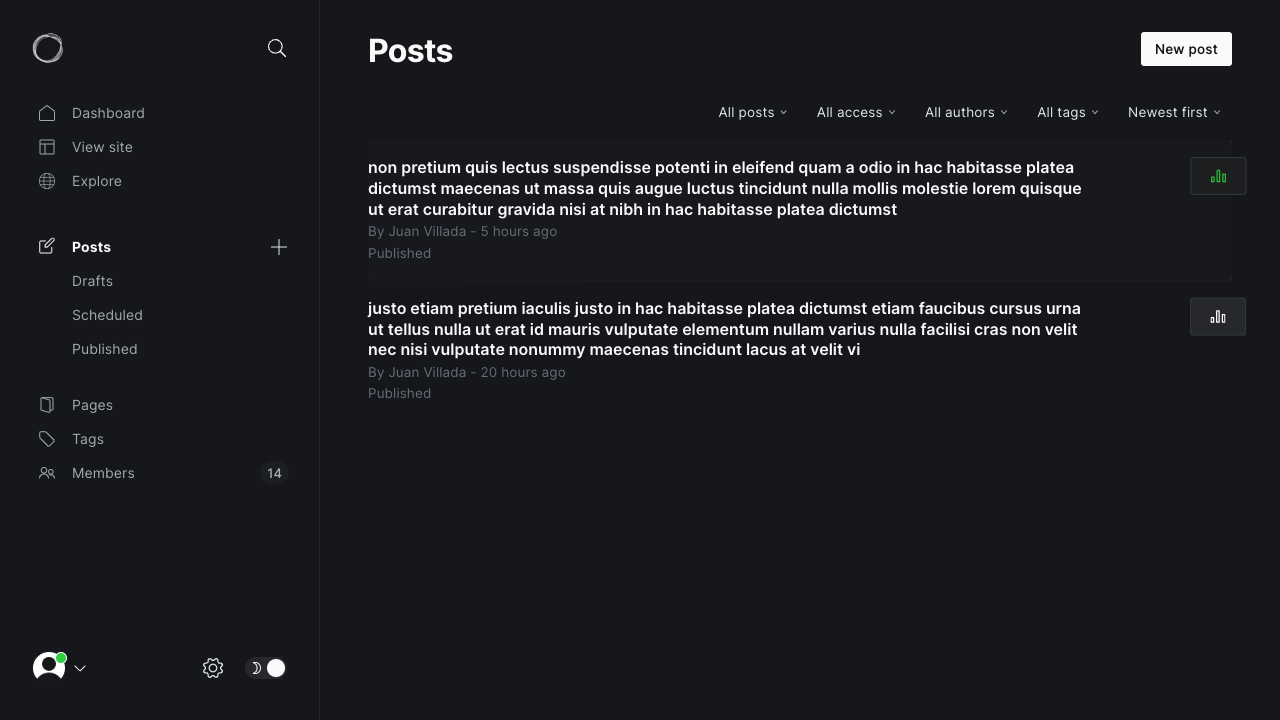 Dashboard
View site
Explore
Posts
Drafts
Scheduled
Published
Pages
Tags
Members
14
Posts
New post
All posts
All access
All authors
All tags
Newest first
non pretium quis lectus suspendisse potenti in eleifend quam a odio in hac habitasse platea
dictumst maecenas ut massa quis augue luctus tincidunt nulla mollis molestie lorem quisque
ut erat curabitur gravida nisi at nibh in hac habitasse platea dictumst
By Juan Villada - 5 hours ago
Published
justo etiam pretium iaculis justo in hac habitasse platea dictumst etiam faucibus cursus urna
ut tellus nulla ut erat id mauris vulputate elementum nullam varius nulla facilisi cras non velit
nec nisi vulputate nonummy maecenas tincidunt lacus at velit vi
By Juan Villada - 20 hours ago
Published